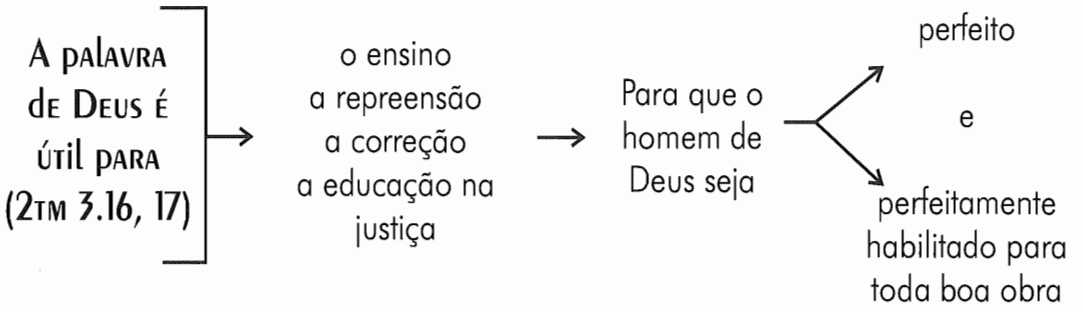 A palavra
de Deus é
útil para
(2Tm 3.16, 17)
o ensino
a repreensão
a correção
a educação na
justiça
Para que o
homem de
Deus seja
perfeito
e
perfeitamente
habilitado para
toda boa obra